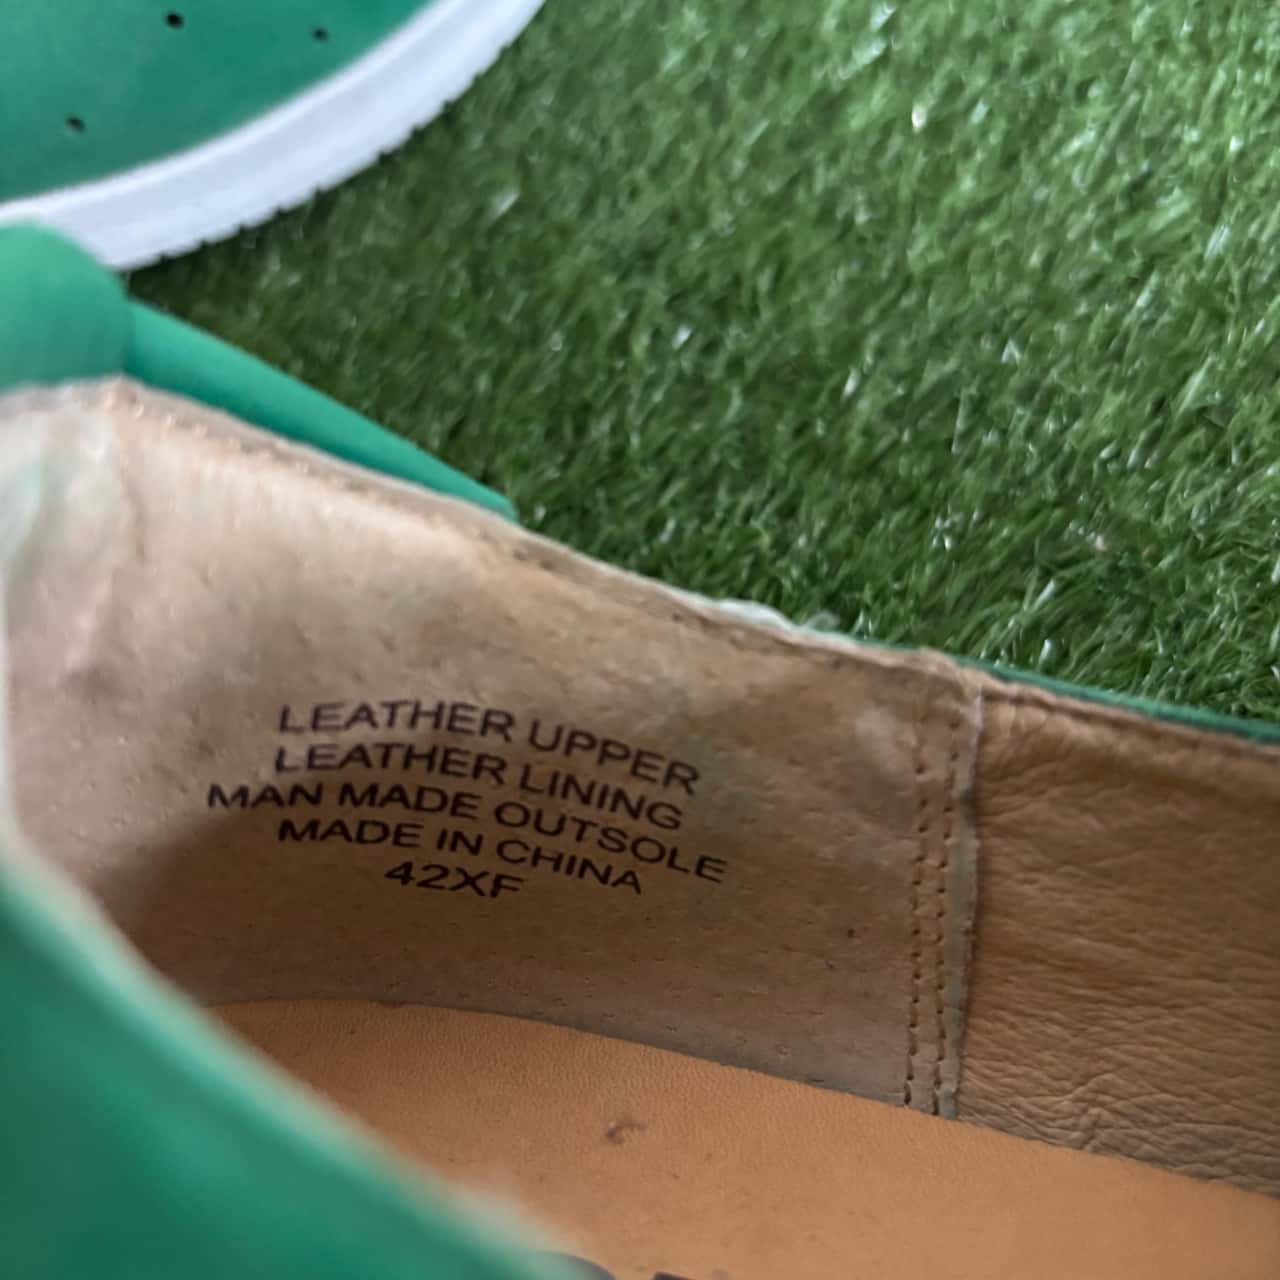 LEATHER UPPER
LEATHER LINING
MAN MADE OUTSOLE
MADE IN CHINA
42XF